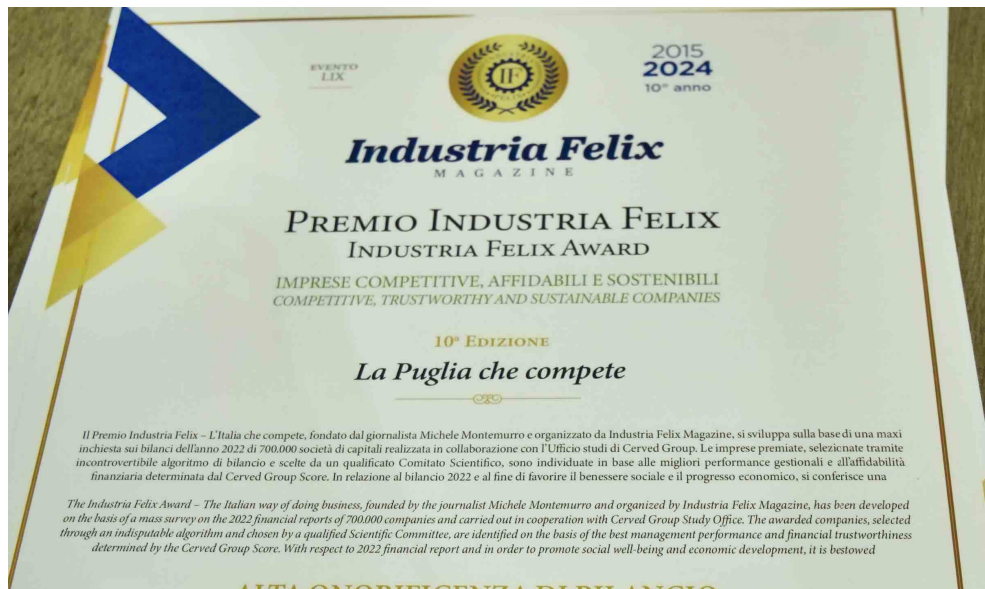 EVENTO
LIX
IF
2015
2024
10° anno
Industria Felix
MAGAZINE
PREMIO INDUSTRIA FELIX
INDUSTRIA FELIX AWARD
IMPRESE COMPETITIVE, AFFIDABILI E SOSTENIBILI
COMPETITIVE, TRUSTWORTHY AND SUSTAINABLE COMPANIES
10ª EDIZIONE
La Puglia che compete
Il Premio Industria Felix – L'Italia che compete, fondato dal giornalista Michele Montemurro e organizzato da Industria Felix Magazine, si sviluppa sulla base di una maxi
inchiesta sui bilanci dell'anno 2022 di 700.000 società di capitali realizzata in collaborazione con l'Ufficio studi di Cerved Group. Le imprese premiate, selezionate tramite
incontrovertibile algoritmo di bilancio e scelte da un qualificato Comitato Scientifico, sono individuate in base alle migliori performance gestionali e all'affidabilità
finanziaria determinata dal Cerved Group Score. In relazione al bilancio 2022 e al fine di favorire il benessere sociale e il progresso economico, si conferisce una
The Industria Felix Award – The Italian way of doing business, founded by the journalist Michele Montemurro and organized by Industria Felix Magazine, has been developed
on the basis of a mass survey on the 2022 financial reports of 700.000 companies and carried out in cooperation with Cerved Group Study Office. The awarded companies, selected
through an indisputable algorithm and chosen by a qualified Scientific Committee, are identified on the basis of the best management performance and financial trustworthiness
determined by the Cerved Group Score. With respect to 2022 financial report and in order to promote social well-being and economic development, it is bestowed
ALTA ONORIFICENZA DI BILANCIO